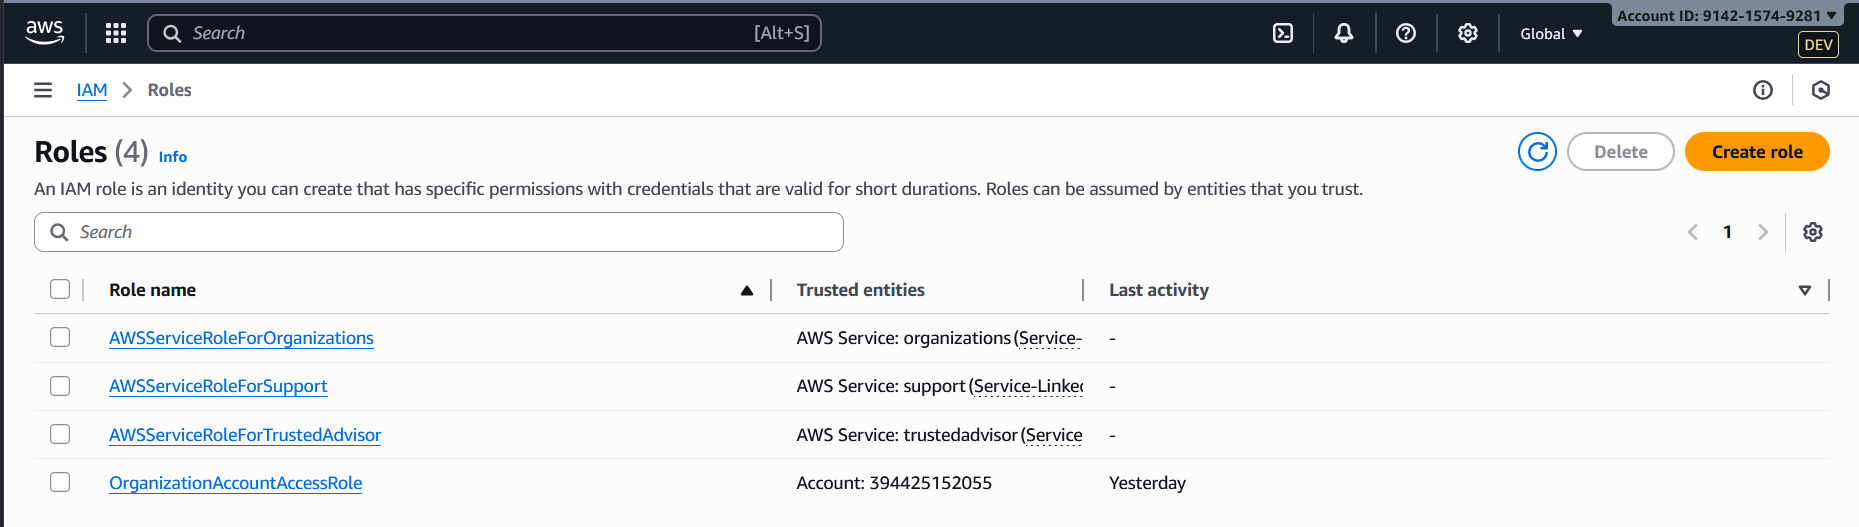 aws Search [Alt+S] Global Account ID: 9142-1574-9281
DEV
IAM Roles
Roles (4) Info Delete Create role
An IAM role is an identity you can create that has specific permissions with credentials that are valid for short durations. Roles can be assumed by entities that you trust.
Search 1
Role name Trusted entities Last activity
AWSServiceRoleForOrganizations AWS Service: organizations (Service- -
AWSServiceRoleForSupport AWS Service: support (Service-Linked -
AWSServiceRoleForTrustedAdvisor AWS Service: trustedadvisor (Service -
OrganizationAccountAccessRole Account: 394425152055 Yesterday